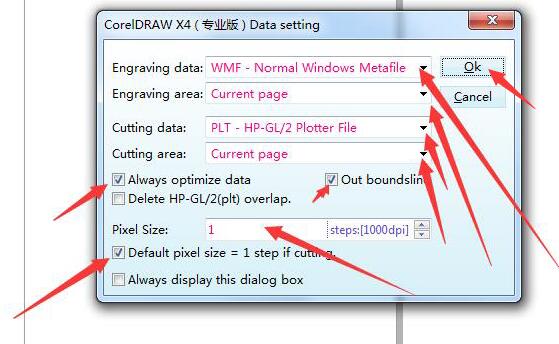 CorelDRAW X4 ( 专业版 ) Data setting
Engraving data: WMF - Normal Windows Metafile
Ok
Engraving area: Current page
Cancel
Cutting data: PLT - HP-GL/2 Plotter File
Cutting area: Current page
Always optimize data
Out boundslin
Delete HP-GL/2(plt) overlap.
Pixel Size: 1 steps:[1000dpi]
Default pixel size = 1 step if cutting.
Always display this dialog box